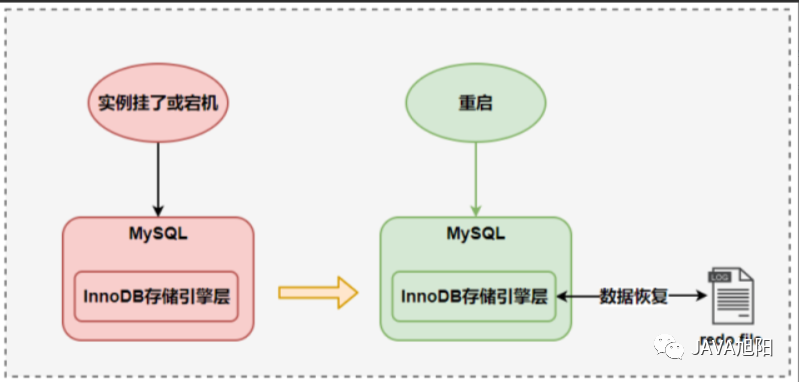 实例挂了或宕机
重启
MySQL
MySQL
InnoDB存储引擎层
InnoDB存储引擎层
数据恢复
LOG
redo file
JAVA旭阳